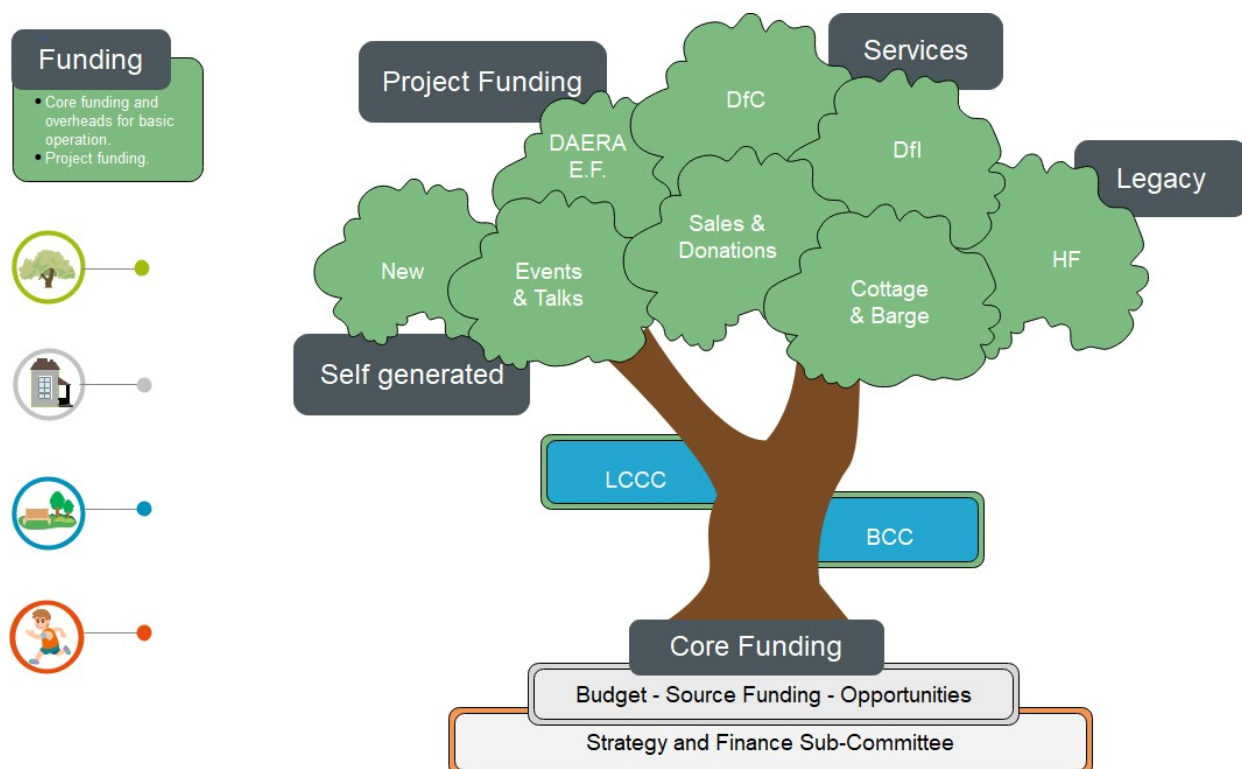 Funding
• Core funding and
overheads for basic
operation.
• Project funding.
Project Funding
Services
Legacy
DfC
DAERA
E.F.
DfI
Sales &
Donations
HF
New
Events
& Talks
Cottage
& Barge
Self generated
LCCC
BCC
Core Funding
Budget - Source Funding - Opportunities
Strategy and Finance Sub-Committee